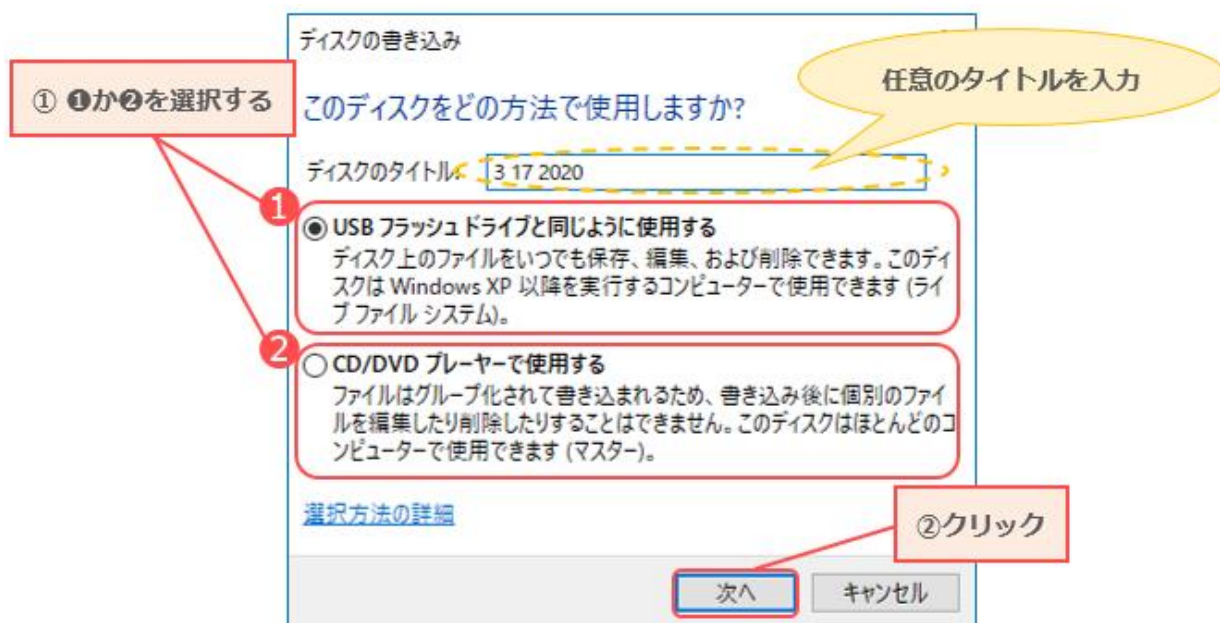 ディスクの書き込み
任意のタイトルを入力
① ❶か❷を選択する
このディスクをどの方法で使用しますか?
ディスクのタイトル: 3 17 2020
❶
USB フラッシュ ドライブと同じように使用する
ディスク上のファイルをいつでも保存、編集、および削除できます。このディ
スクは Windows XP 以降を実行するコンピューターで使用できます (ライ
ブ ファイル システム)。
❷
CD/DVD プレーヤーで使用する
ファイルはグループ化されて書き込まれるため、書き込み後に個別のファイ
ルを編集したり削除したりすることはできません。このディスクはほとんどのコ
ンピューターで使用できます (マスター)。
選択方法の詳細
②クリック
次へ
キャンセル